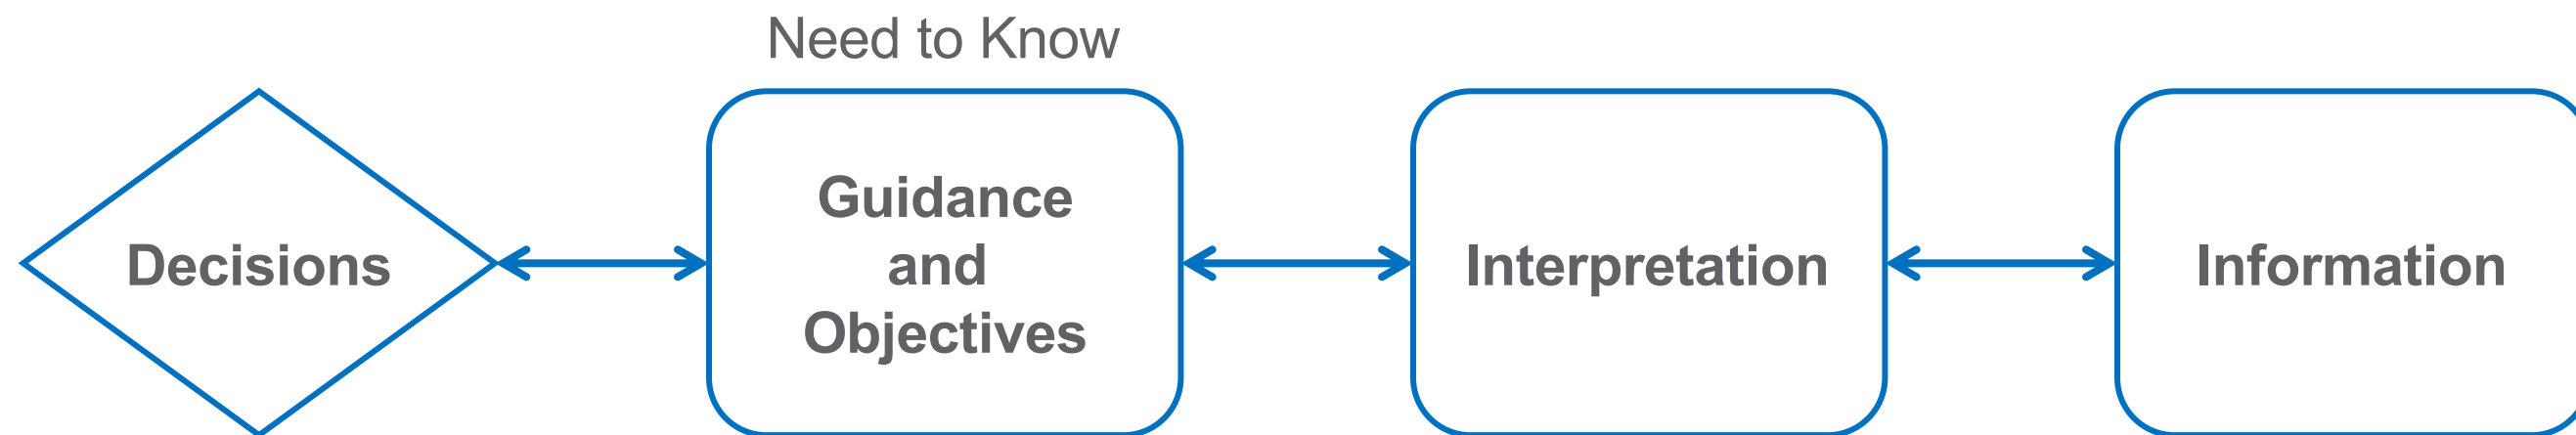 Need to Know
Decisions
Guidance
and
Objectives
Interpretation
Information